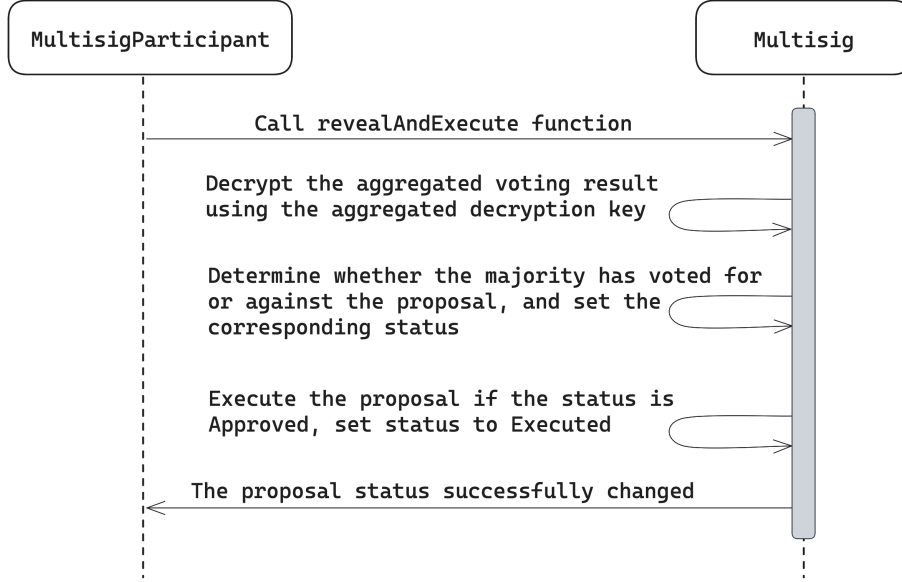 MultisigParticipant
Multisig
Call revealAndExecute function
Decrypt the aggregated voting result
using the aggregated decryption key
Determine whether the majority has voted for
or against the proposal, and set the
corresponding status
Execute the proposal if the status is
Approved, set status to Executed
The proposal status successfully changed